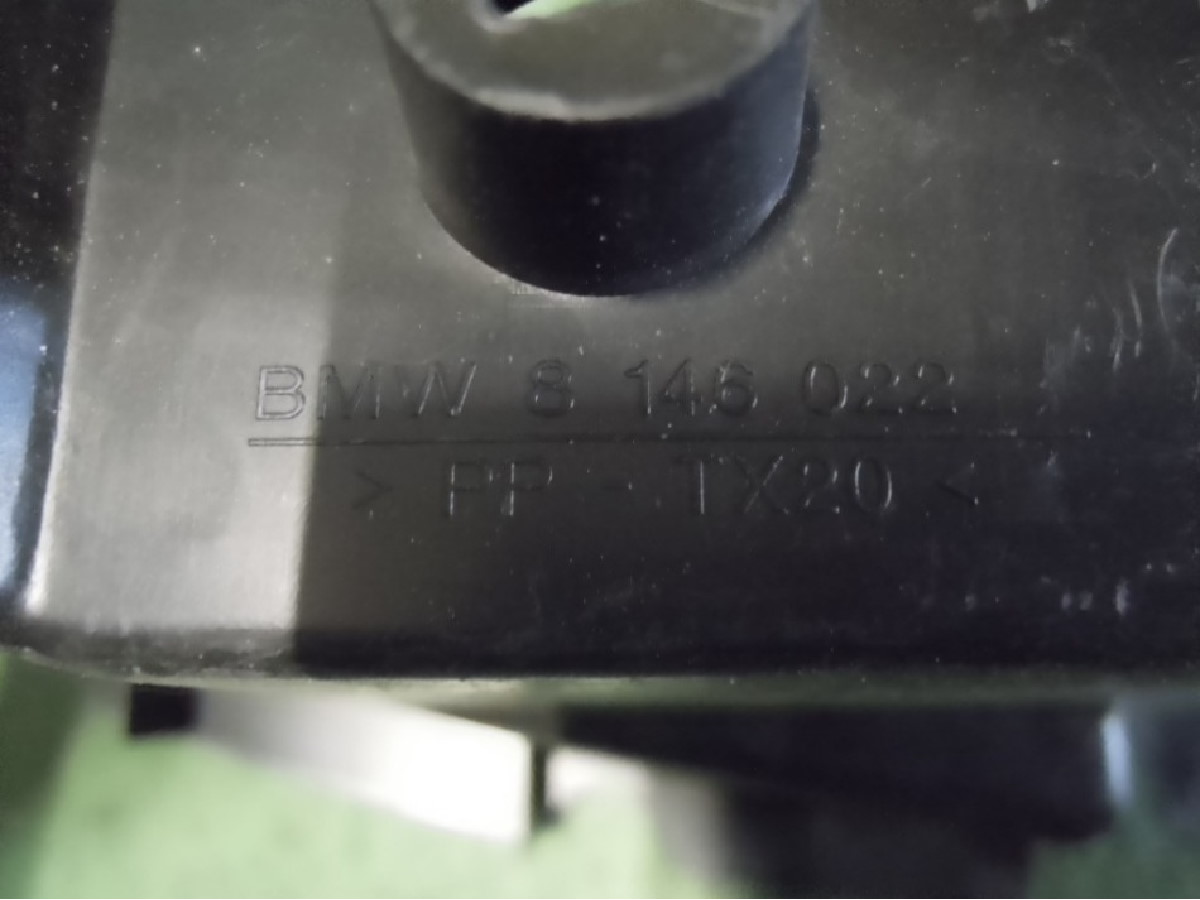 BMW 8 146 022
> PP - TX20 <